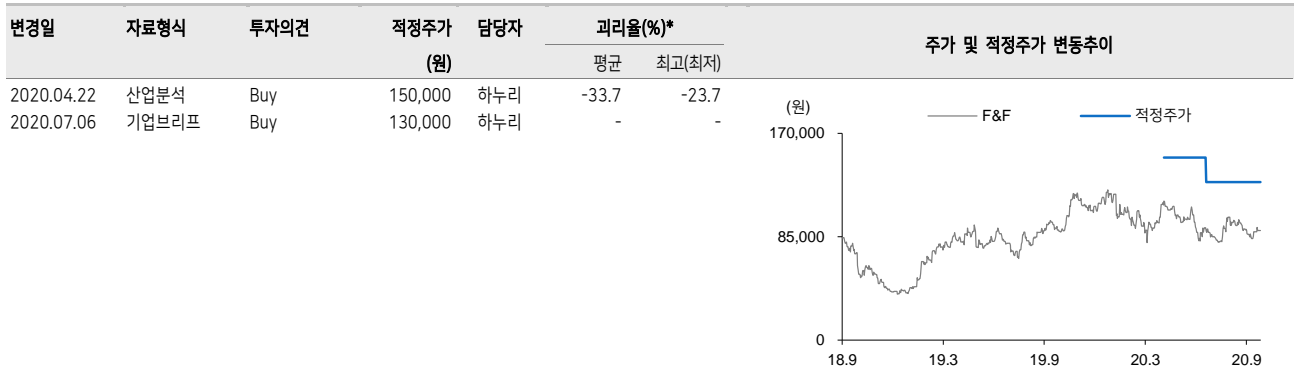 변경일 자료형식 투자의견 적정주가 담당자 괴리율(%)* 주가 및 적정주가 변동추이
(원) 평균 최고(최저)
2020.04.22 산업분석 Buy 150,000 하누리 -33.7 -23.7
2020.07.06 기업브리프 Buy 130,000 하누리 - -
(원)
F&F 적정주가
170,000
85,000
0
18.9 19.3 19.9 20.3 20.9